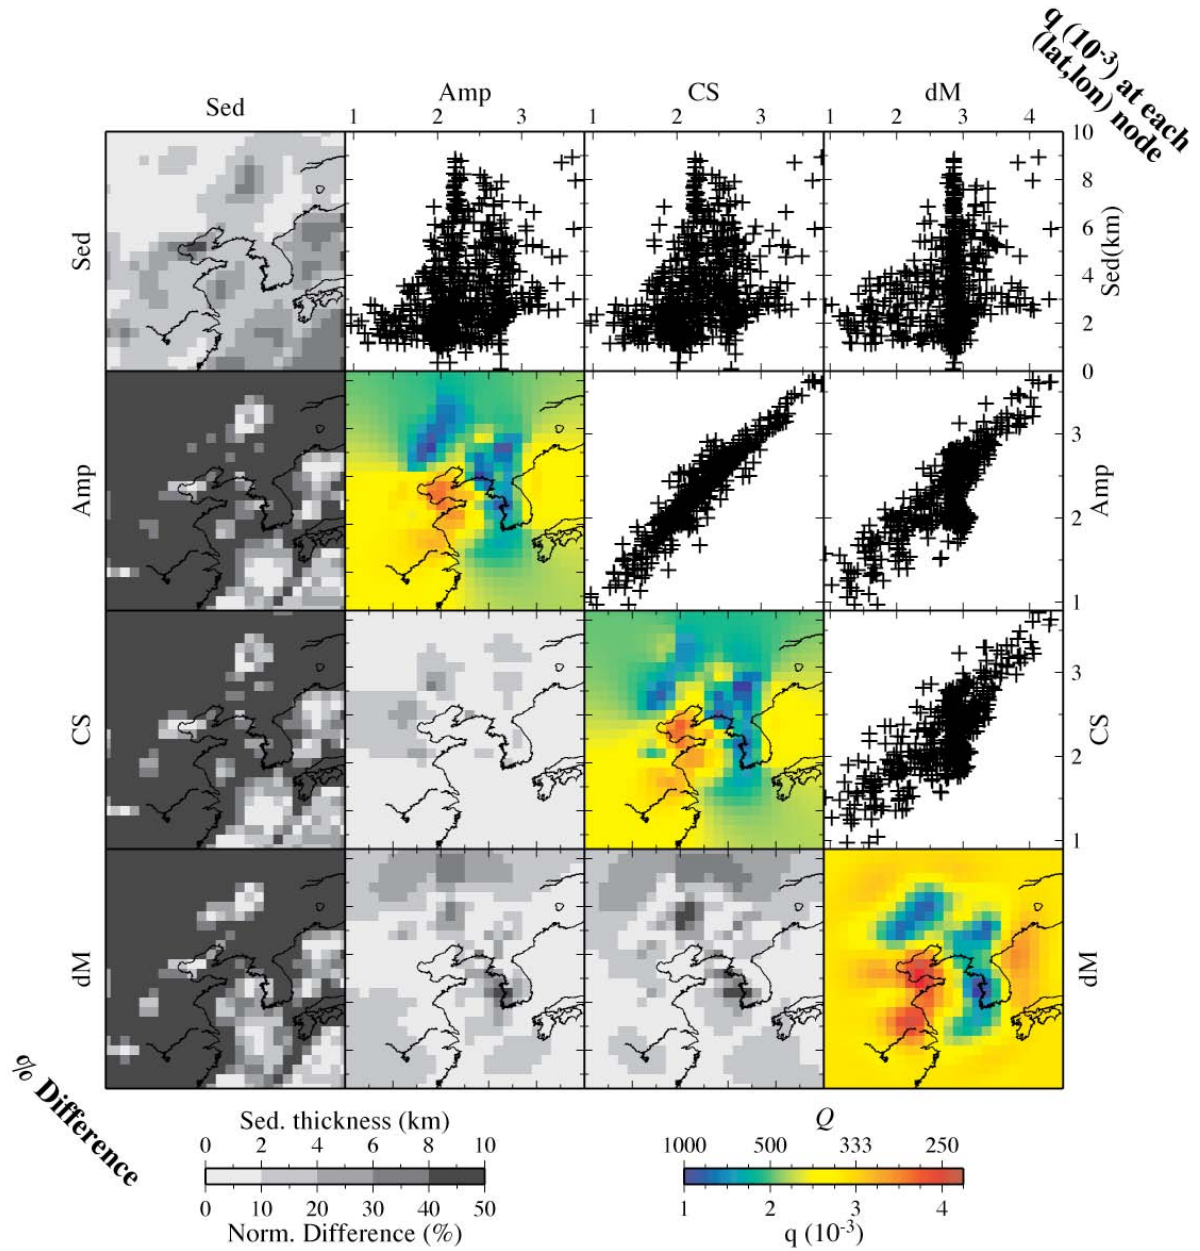 q (10⁻³) at each
(lat,lon) node
Sed
Amp
CS
dM
1 2 3
1 2 3
1 2 3 4
Sed
10
8
6
4
2
0
Sed(km)
Amp
3
2
1
Amp
CS
3
2
1
CS
dM
dM
% Difference
Sed. thickness (km)
0 2 4 6 8 10
0 10 20 30 40 50
Norm. Difference (%)
Q
1000 500 333 250
1 2 3 4
q (10⁻³)